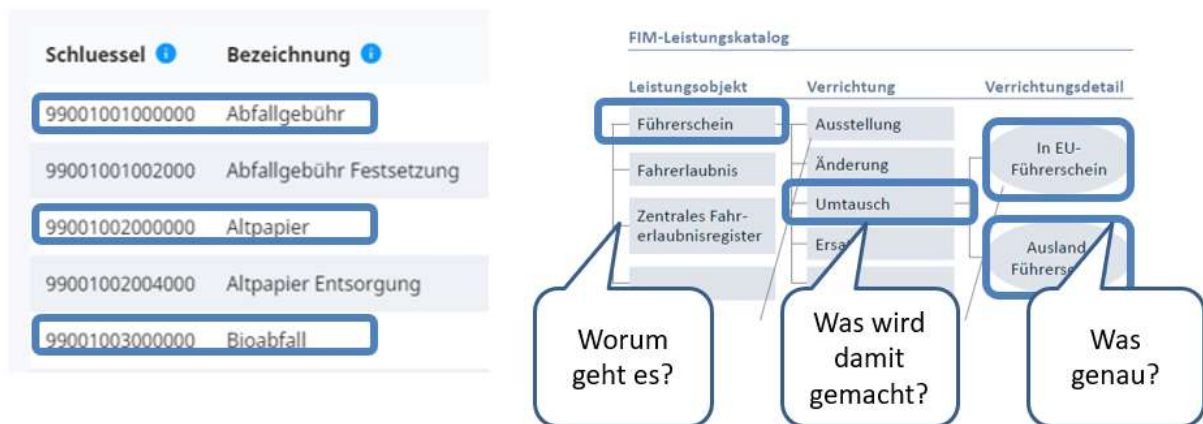 Schluessel Bezeichnung
99001001000000 Abfallgebühr
99001001002000 Abfallgebühr Festsetzung
99001002000000 Altpapier
99001002004000 Altpapier Entsorgung
99001003000000 Bioabfall
FIM-Leistungskatalog
Leistungsobjekt Verrichtung Verrichtungsdetail
Führerschein
Fahrerlaubnis
Zentrales Fahr-
erlaubnisregister
Ausstellung
Änderung
Umtausch
In EU-
Führerschein
Ausland
Worum
geht es?
Was wird
damit
gemacht?
Was
genau?